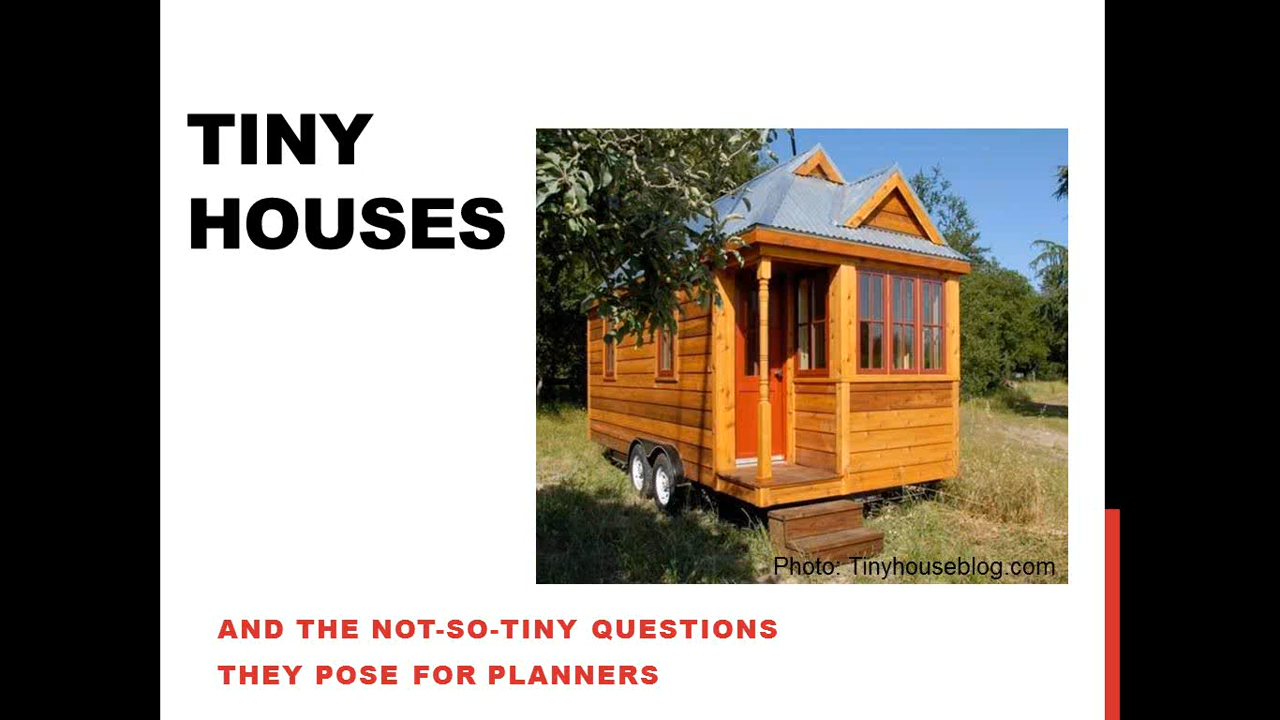 TINY
HOUSES
Photo: Tinyhouseblog.com
AND THE NOT-SO-TINY QUESTIONS
THEY POSE FOR PLANNERS